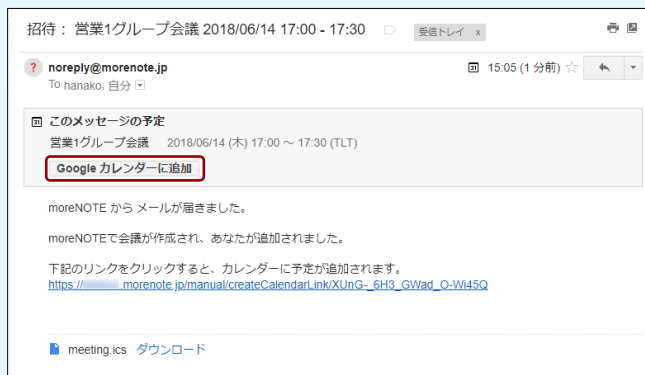 招待： 営業1グループ会議 2018/06/14 17:00 - 17:30 受信トレイ x
? noreply@morenote.jp 31 15:05 (1 分前)
To hanako, 自分
31 このメッセージの予定
営業1グループ会議 2018/06/14 (木) 17:00 ～ 17:30 (TLT)
Google カレンダーに追加
moreNOTE から メールが届きました。
moreNOTEで会議が作成され、あなたが追加されました。
下記のリンクをクリックすると、カレンダーに予定が追加されます。
https:// .morenote.jp/manual/createCalendarLink/XUnG-_6H3_GWad_O-Wi45Q
meeting.ics ダウンロード